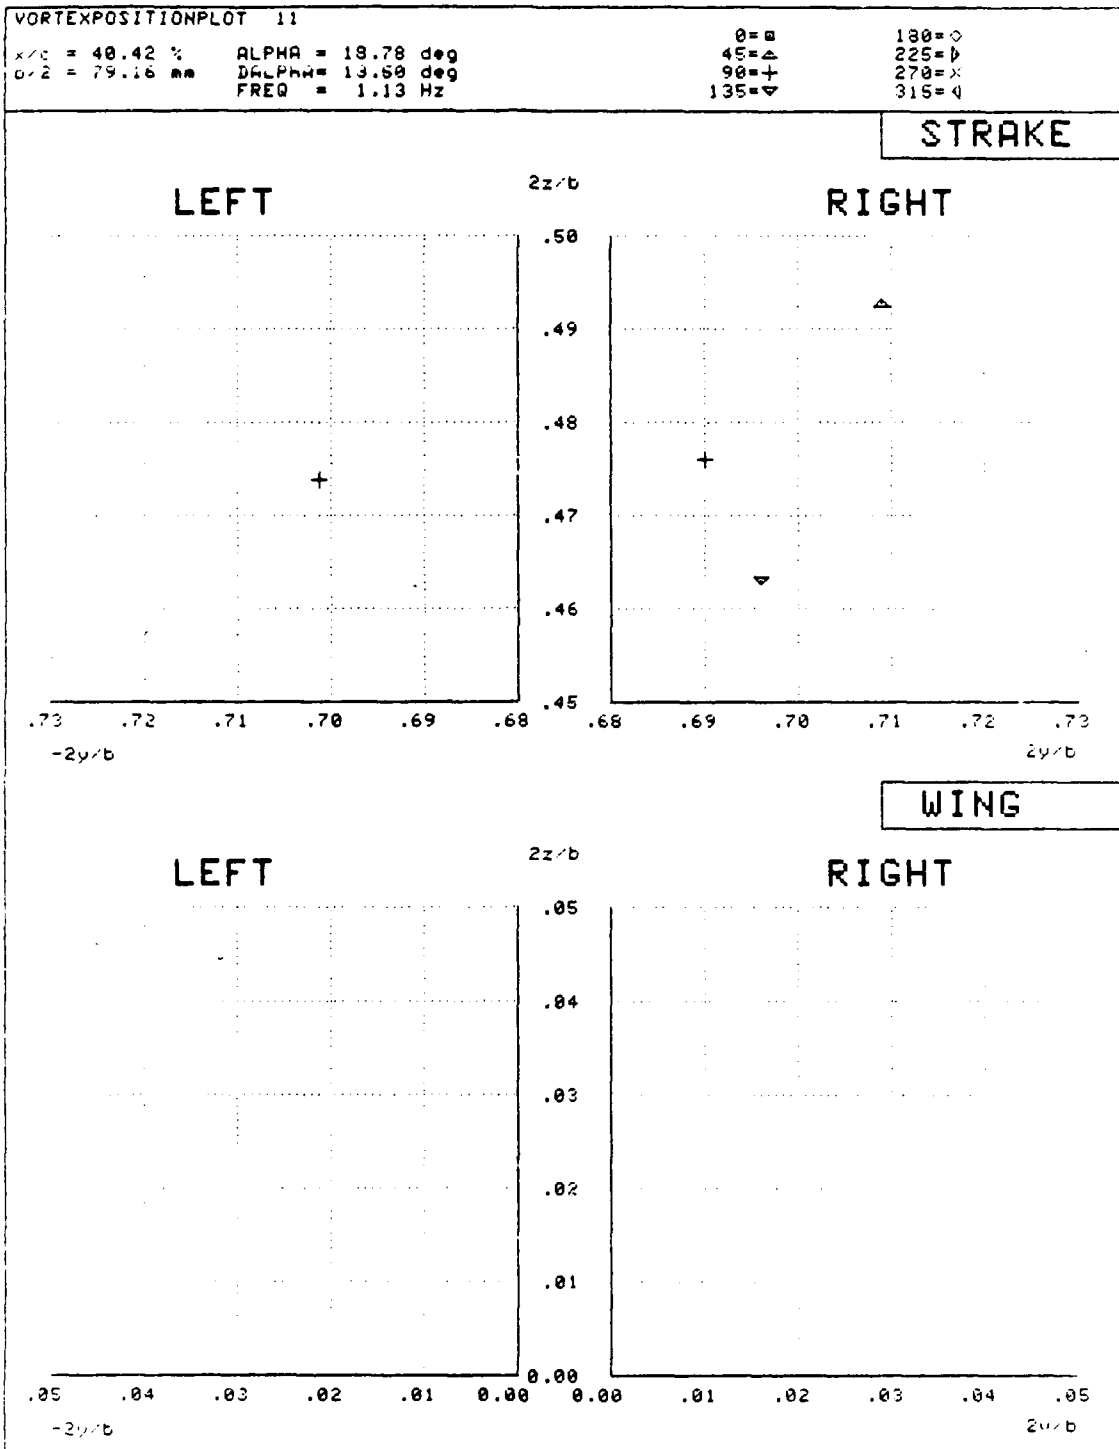 VORTEXPOSITIONPLOT 11
x/c = 40.42 % ALPHA = 18.78 deg 0= 180=
b/2 = 79.16 mm DALPHA= 13.60 deg 45= 225=
FREQ = 1.13 Hz 90= 270=
135= 315=
STRAKE
LEFT 2z/b RIGHT
.50
.49
.48
.47
.46
.45
.73 .72 .71 .70 .69 .68 .68 .69 .70 .71 .72 .73
-2y/b 2y/b
WING
LEFT 2z/b RIGHT
.05
.04
.03
.02
.01
0.00
.05 .04 .03 .02 .01 0.00 0.00 .01 .02 .03 .04 .05
-2y/b 2y/b